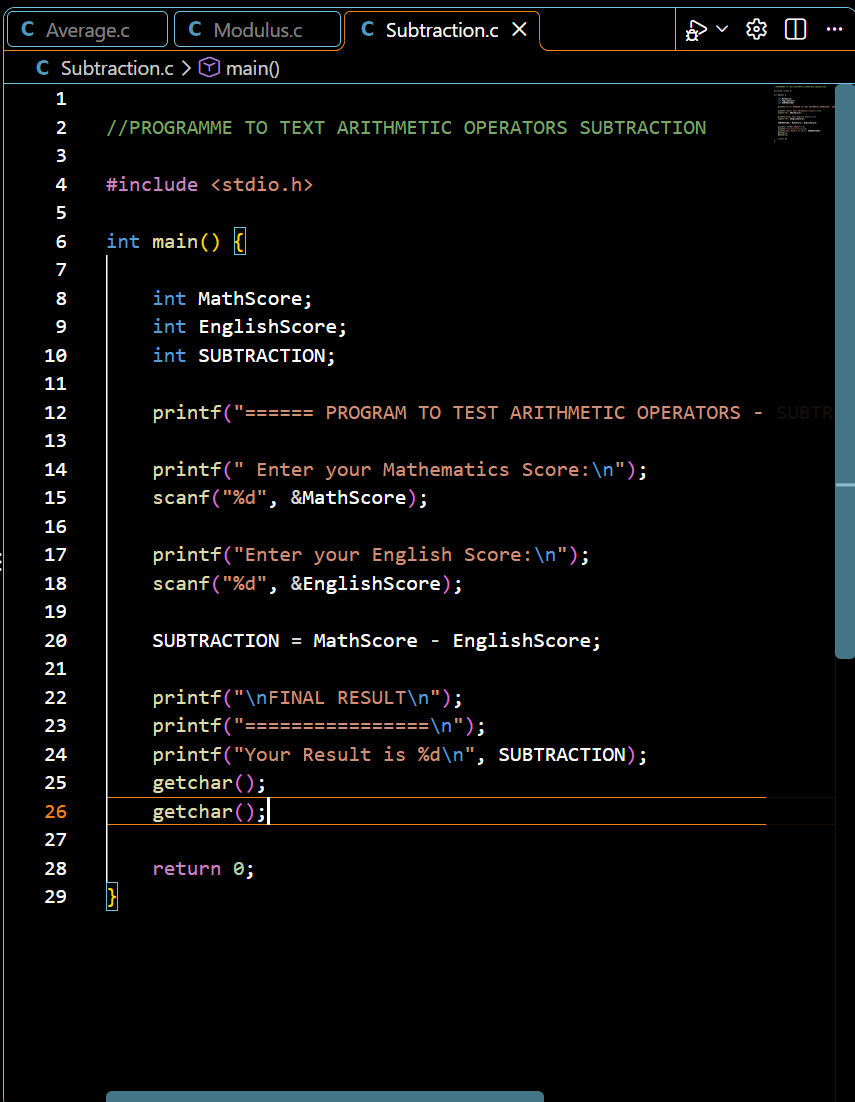 Average.c Modulus.c Subtraction.c
Subtraction.c > main()
1
2 //PROGRAMME TO TEXT ARITHMETIC OPERATORS SUBTRACTION
3
4 #include <stdio.h>
5
6 int main() {
7
8 int MathScore;
9 int EnglishScore;
10 int SUBTRACTION;
11
12 printf("====== PROGRAM TO TEST ARITHMETIC OPERATORS - SUBTR
13
14 printf(" Enter your Mathematics Score:\n");
15 scanf("%d", &MathScore);
16
17 printf("Enter your English Score:\n");
18 scanf("%d", &EnglishScore);
19
20 SUBTRACTION = MathScore - EnglishScore;
21
22 printf("\nFINAL RESULT\n");
23 printf("================\n");
24 printf("Your Result is %d\n", SUBTRACTION);
25 getchar();
26 getchar();
27
28 return 0;
29 }